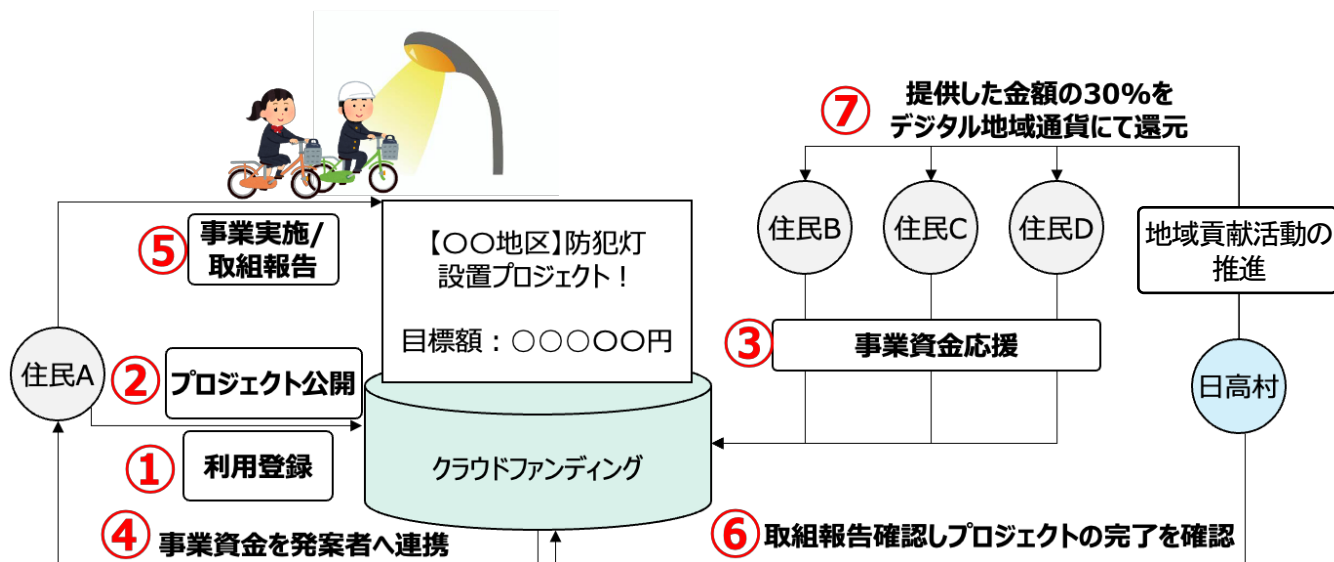 ⑦
提供した金額の30%を
デジタル地域通貨にて還元
⑤
事業実施/
取組報告
【〇〇地区】防犯灯
設置プロジェクト！
目標額：〇〇〇〇〇円
住民B
住民C
住民D
地域貢献活動の
推進
③
事業資金応援
住民A
②
プロジェクト公開
日高村
①
利用登録
クラウドファンディング
④
事業資金を発案者へ連携
⑥
取組報告確認しプロジェクトの完了を確認